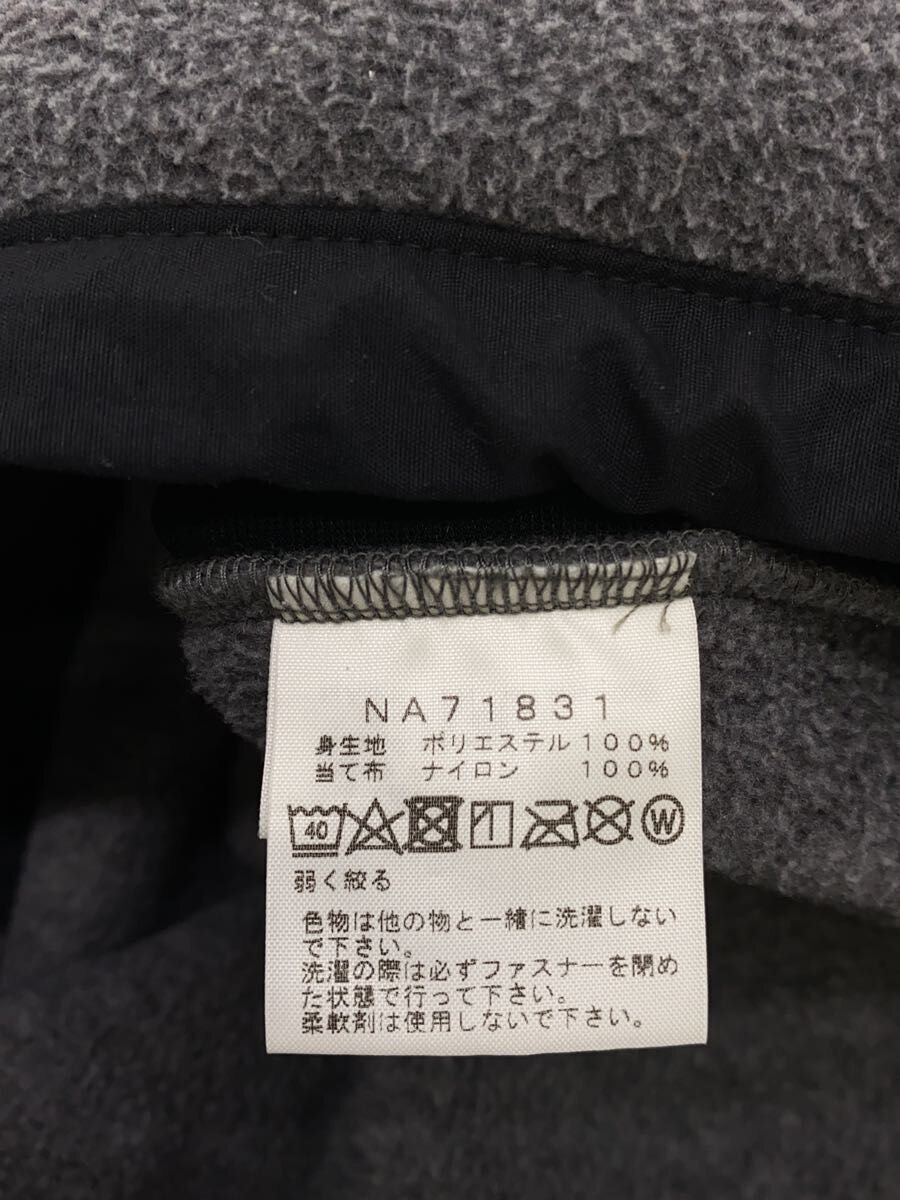 NA71831
身生地 ポリエステル 100%
当て布 ナイロン 100%
40 W
弱く絞る
色物は他の物と一緒に洗濯しない
で下さい。
洗濯の際は必ずファスナーを閉め
た状態で行って下さい。
柔軟剤は使用しないで下さい。